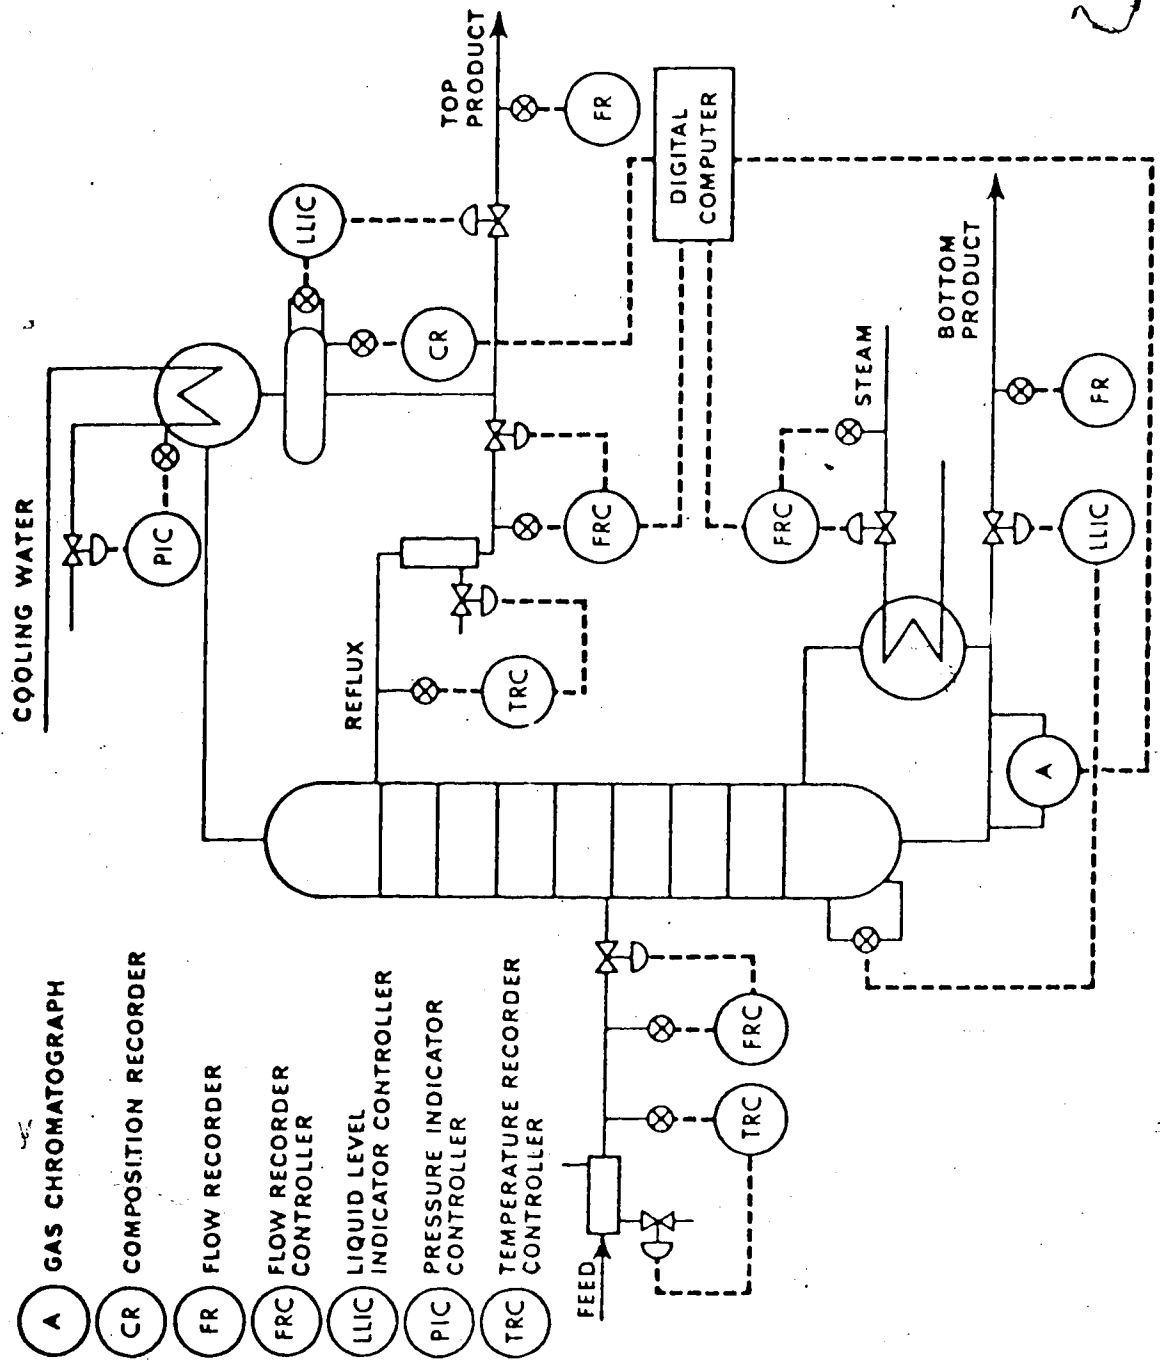 A GAS CHROMATOGRAPH
CR COMPOSITION RECORDER
FR FLOW RECORDER
FRC FLOW RECORDER
CONTROLLER
LLIC LIQUID LEVEL
INDICATOR CONTROLLER
PIC PRESSURE INDICATOR
CONTROLLER
TRC TEMPERATURE RECORDER
CONTROLLER
COOLING WATER
PIC
LLIC
CR
TOP
PRODUCT
FR
REFLUX
TRC
FRC
DIGITAL
COMPUTER
FEED
TRC
FRC
FRC
STEAM
BOTTOM
PRODUCT
A
LLIC
FR